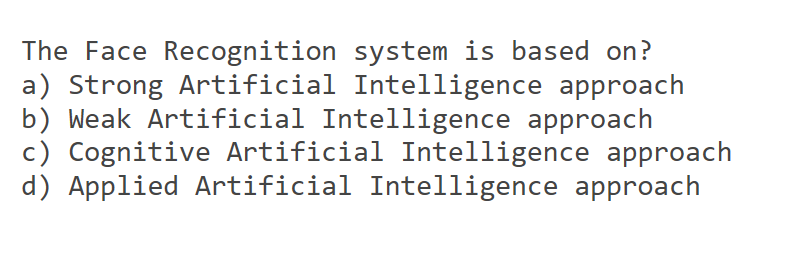 The Face Recognition system is based on?
a) Strong Artificial Intelligence approach
b) Weak Artificial Intelligence approach
c) Cognitive Artificial Intelligence approach
d) Applied Artificial Intelligence approach